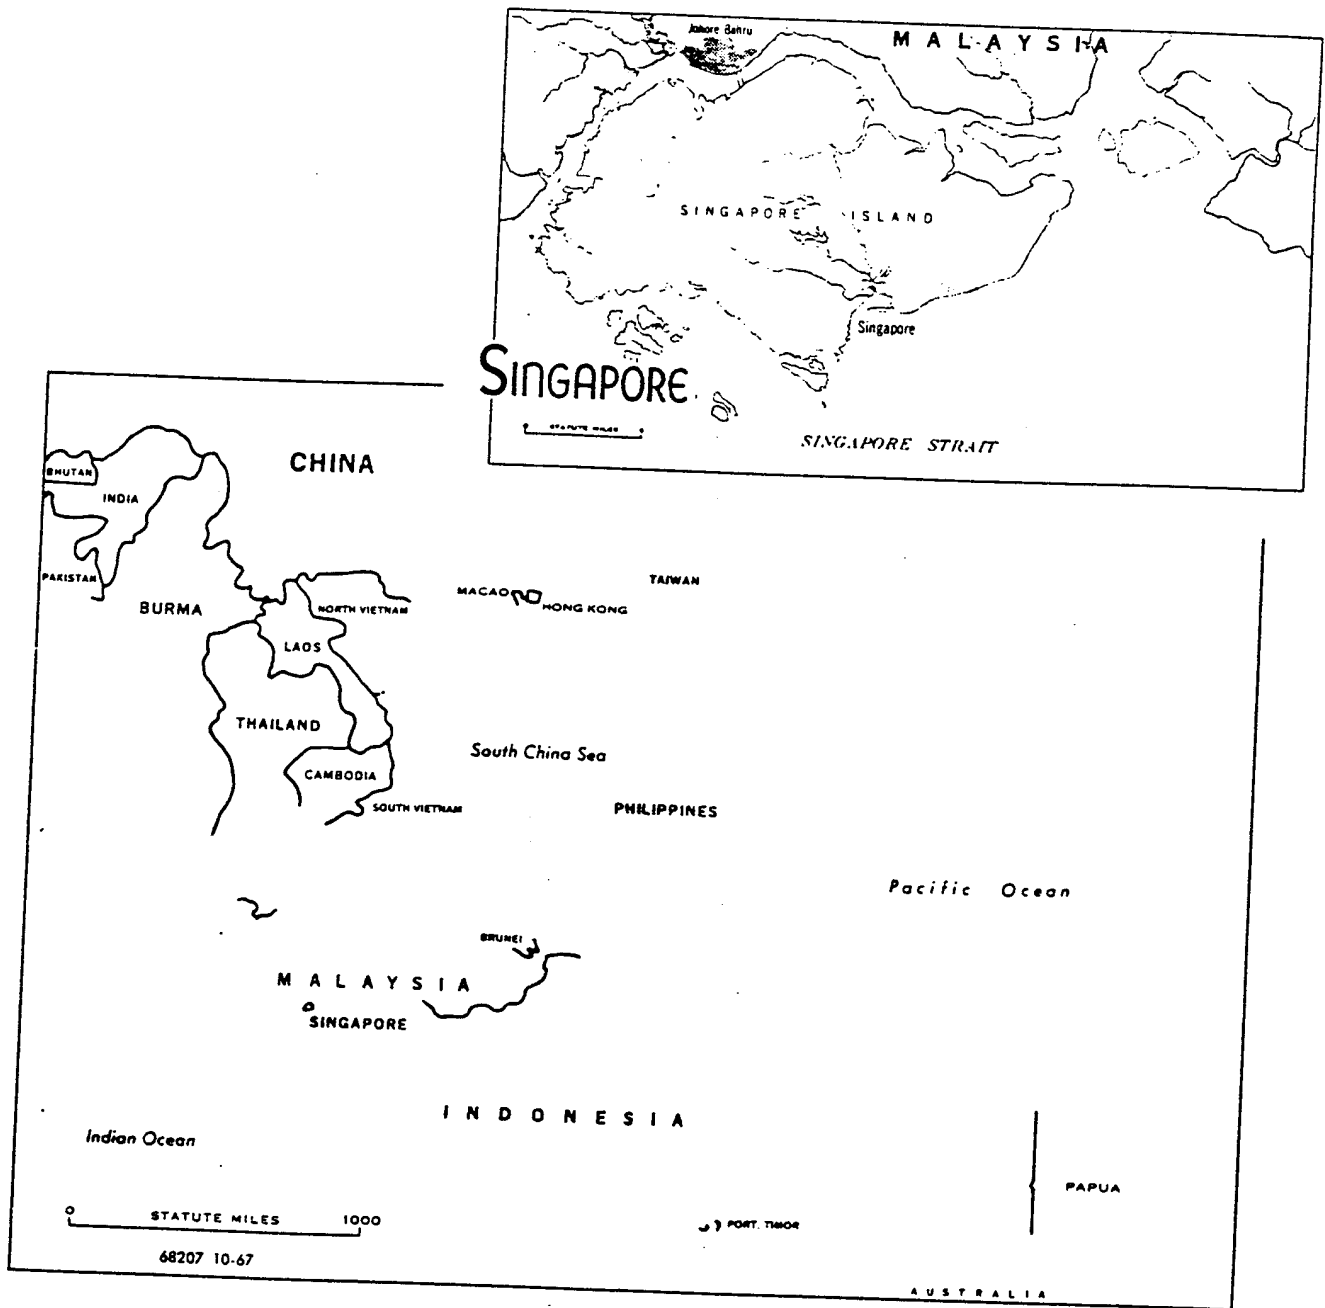 Johore Bahru
MALAYSIA
SINGAPORE ISLAND
Singapore
SINGAPORE
STATUTE MILES
SINGAPORE STRAIT
CHINA
BHUTAN
INDIA
PAKISTAN
BURMA
NORTH VIETNAM
MACAO
HONG KONG
TAIWAN
LAOS
THAILAND
South China Sea
CAMBODIA
SOUTH VIETNAM
PHILIPPINES
Pacific Ocean
BRUNEI
MALAYSIA
SINGAPORE
INDONESIA
Indian Ocean
PAPUA
0 STATUTE MILES 1000
PORT. TIMOR
68207 10-67
AUSTRALIA